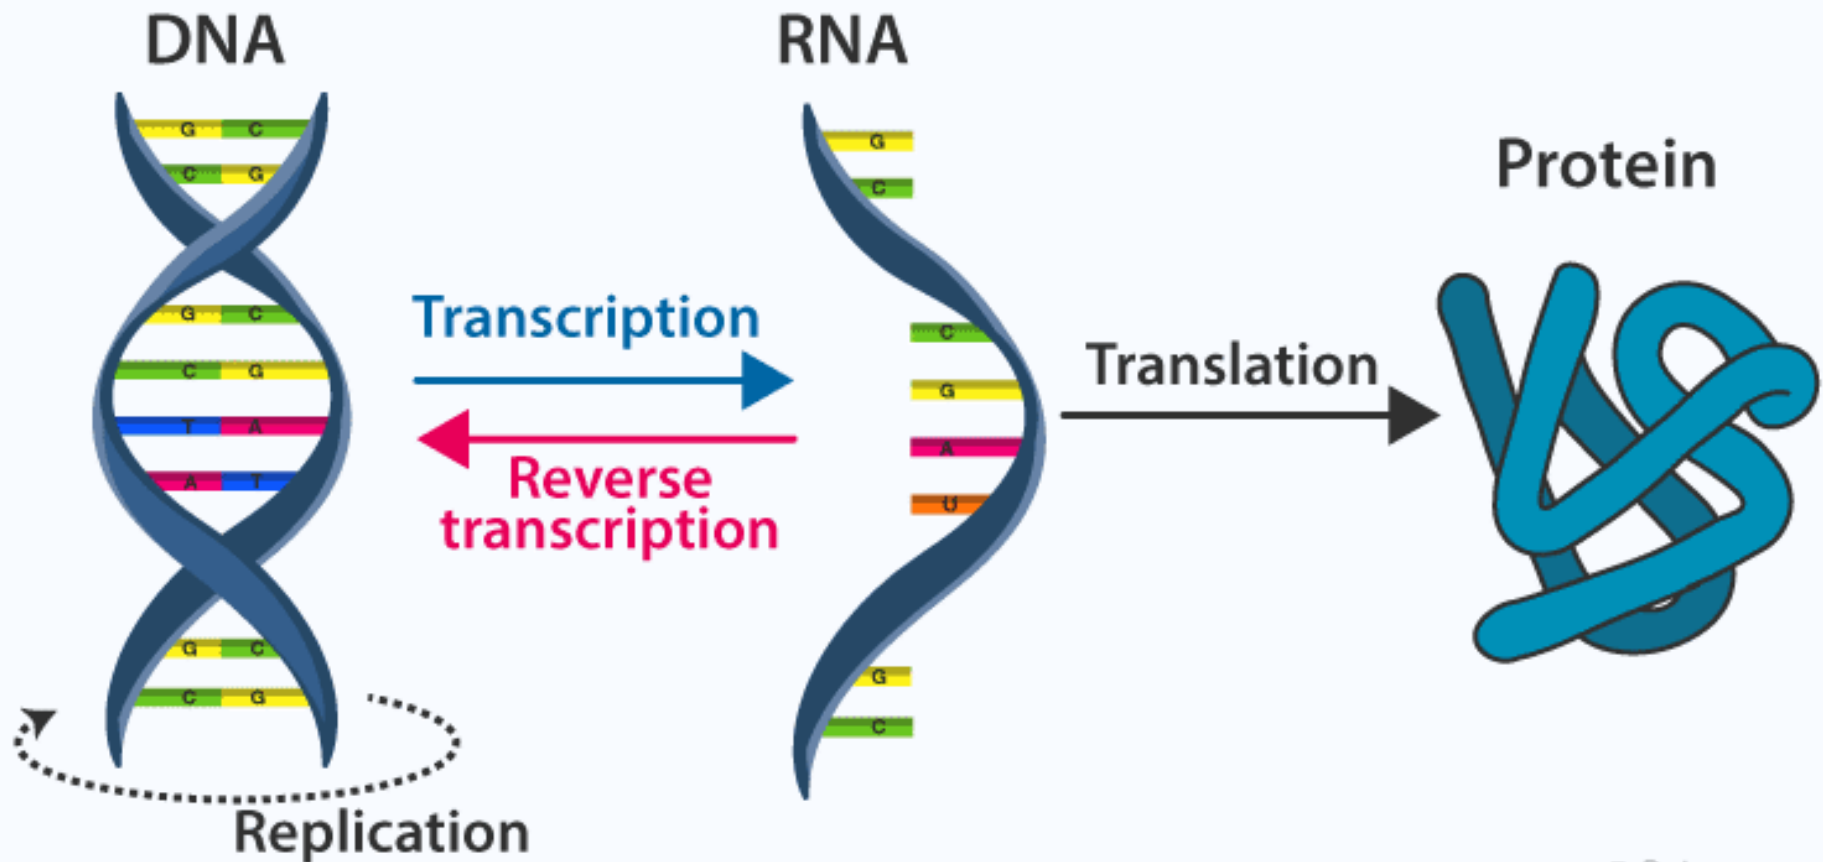 DNA
RNA
Protein
G C
C G
G C
C G
T A
A T
G C
C G
Replication
Transcription
Reverse
transcription
G
C
C
G
A
U
G
C
Translation